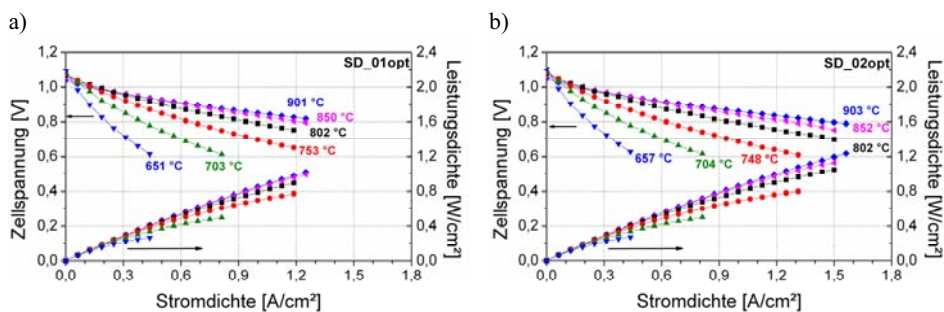 a)
SD_01opt
1,2
1,0
0,8
0,6
0,4
0,2
0,0
Zellspannung [V]
2,4
2,0
1,6
1,2
0,8
0,4
0,0
Leistungsdichte [W/cm²]
901 °C
850 °C
802 °C
753 °C
703 °C
651 °C
0,0 0,3 0,6 0,9 1,2 1,5 1,8
Stromdichte [A/cm²]
b)
SD_02opt
1,2
1,0
0,8
0,6
0,4
0,2
0,0
Zellspannung [V]
2,4
2,0
1,6
1,2
0,8
0,4
0,0
Leistungsdichte [W/cm²]
903 °C
852 °C
802 °C
748 °C
704 °C
657 °C
0,0 0,3 0,6 0,9 1,2 1,5 1,8
Stromdichte [A/cm²]